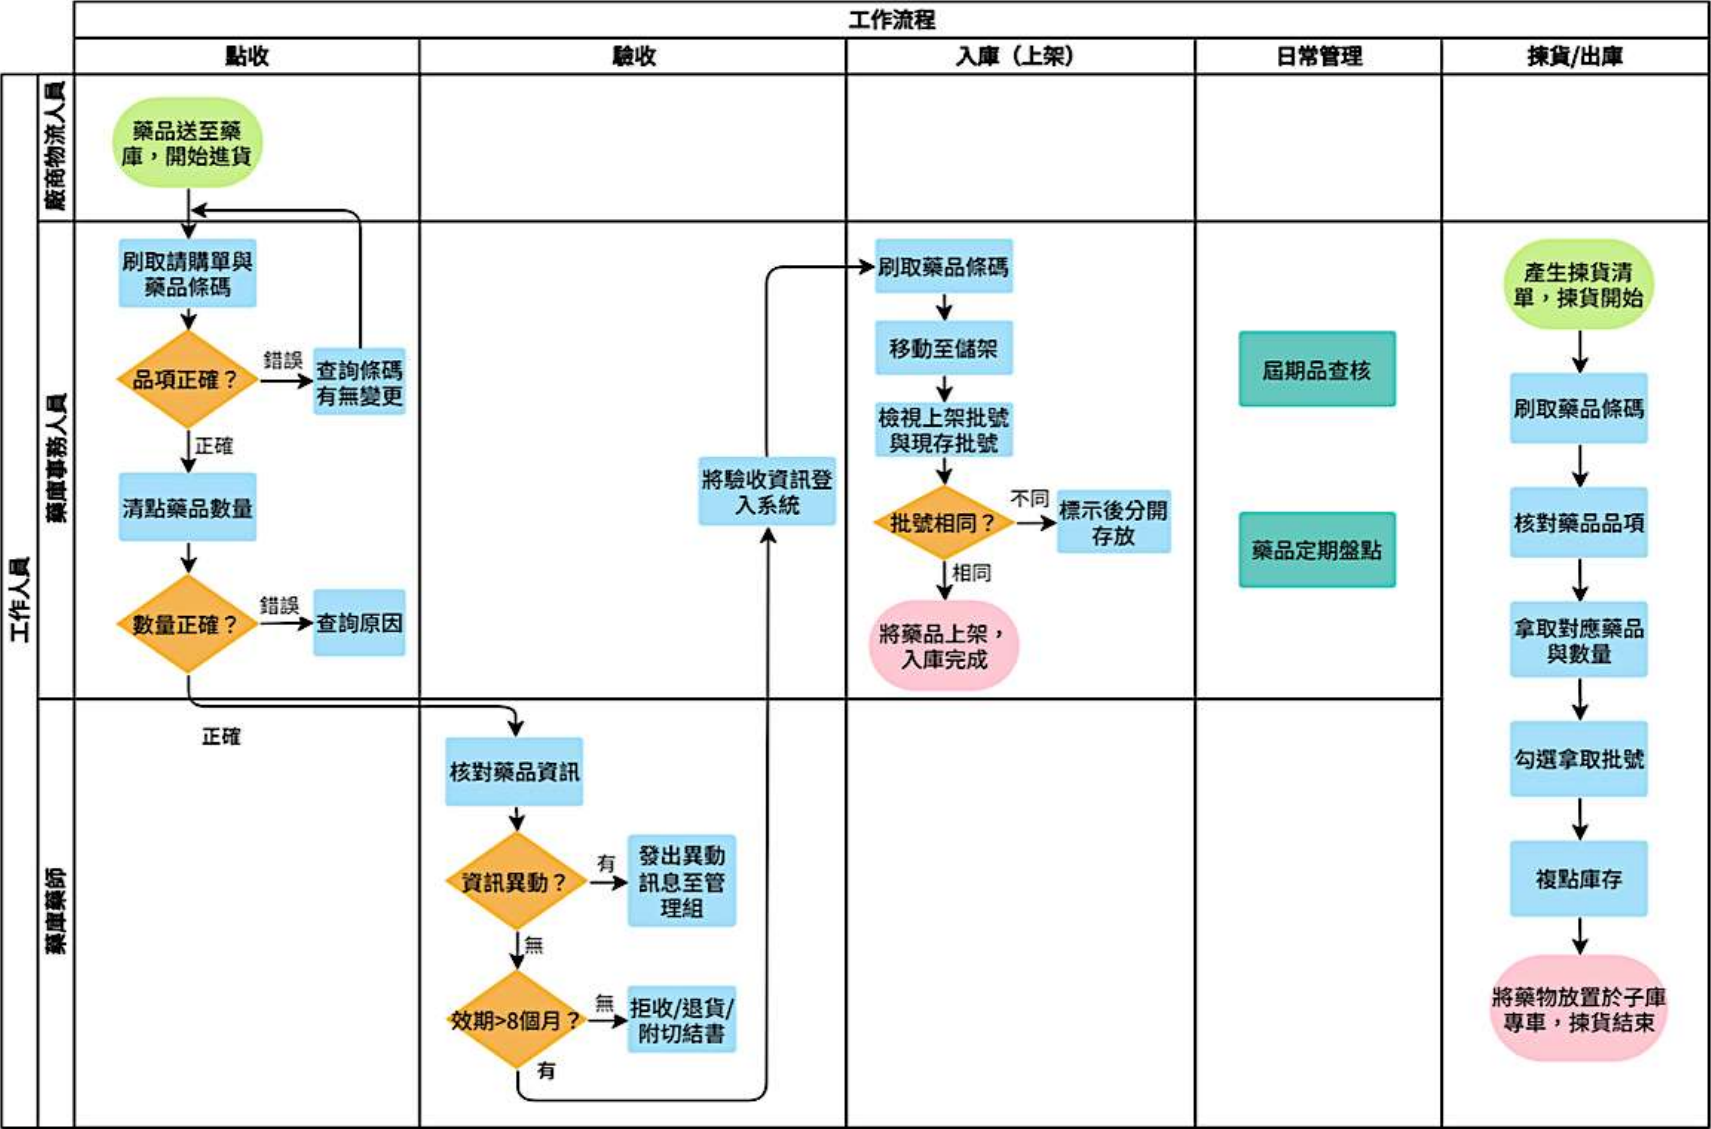 工作流程
點收
驗收
入庫（上架）
日常管理
揀貨/出庫
工作人員
廠商物流人員
藥庫事務人員
藥庫藥師
藥品送至藥
庫，開始進貨
刷取請購單與
藥品條碼
品項正確？
錯誤
查詢條碼
有無變更
正確
清點藥品數量
數量正確？
錯誤
查詢原因
正確
核對藥品資訊
資訊異動？
有
發出異動
訊息至管
理組
無
效期>8個月？
無
拒收/退貨/
附切結書
有
將驗收資訊登
入系統
刷取藥品條碼
移動至儲架
檢視上架批號
與現存批號
批號相同？
不同
標示後分開
存放
相同
將藥品上架，
入庫完成
屆期品查核
藥品定期盤點
產生揀貨清
單，揀貨開始
刷取藥品條碼
核對藥品品項
拿取對應藥品
與數量
勾選拿取批號
複點庫存
將藥物放置於子庫
專車，揀貨結束